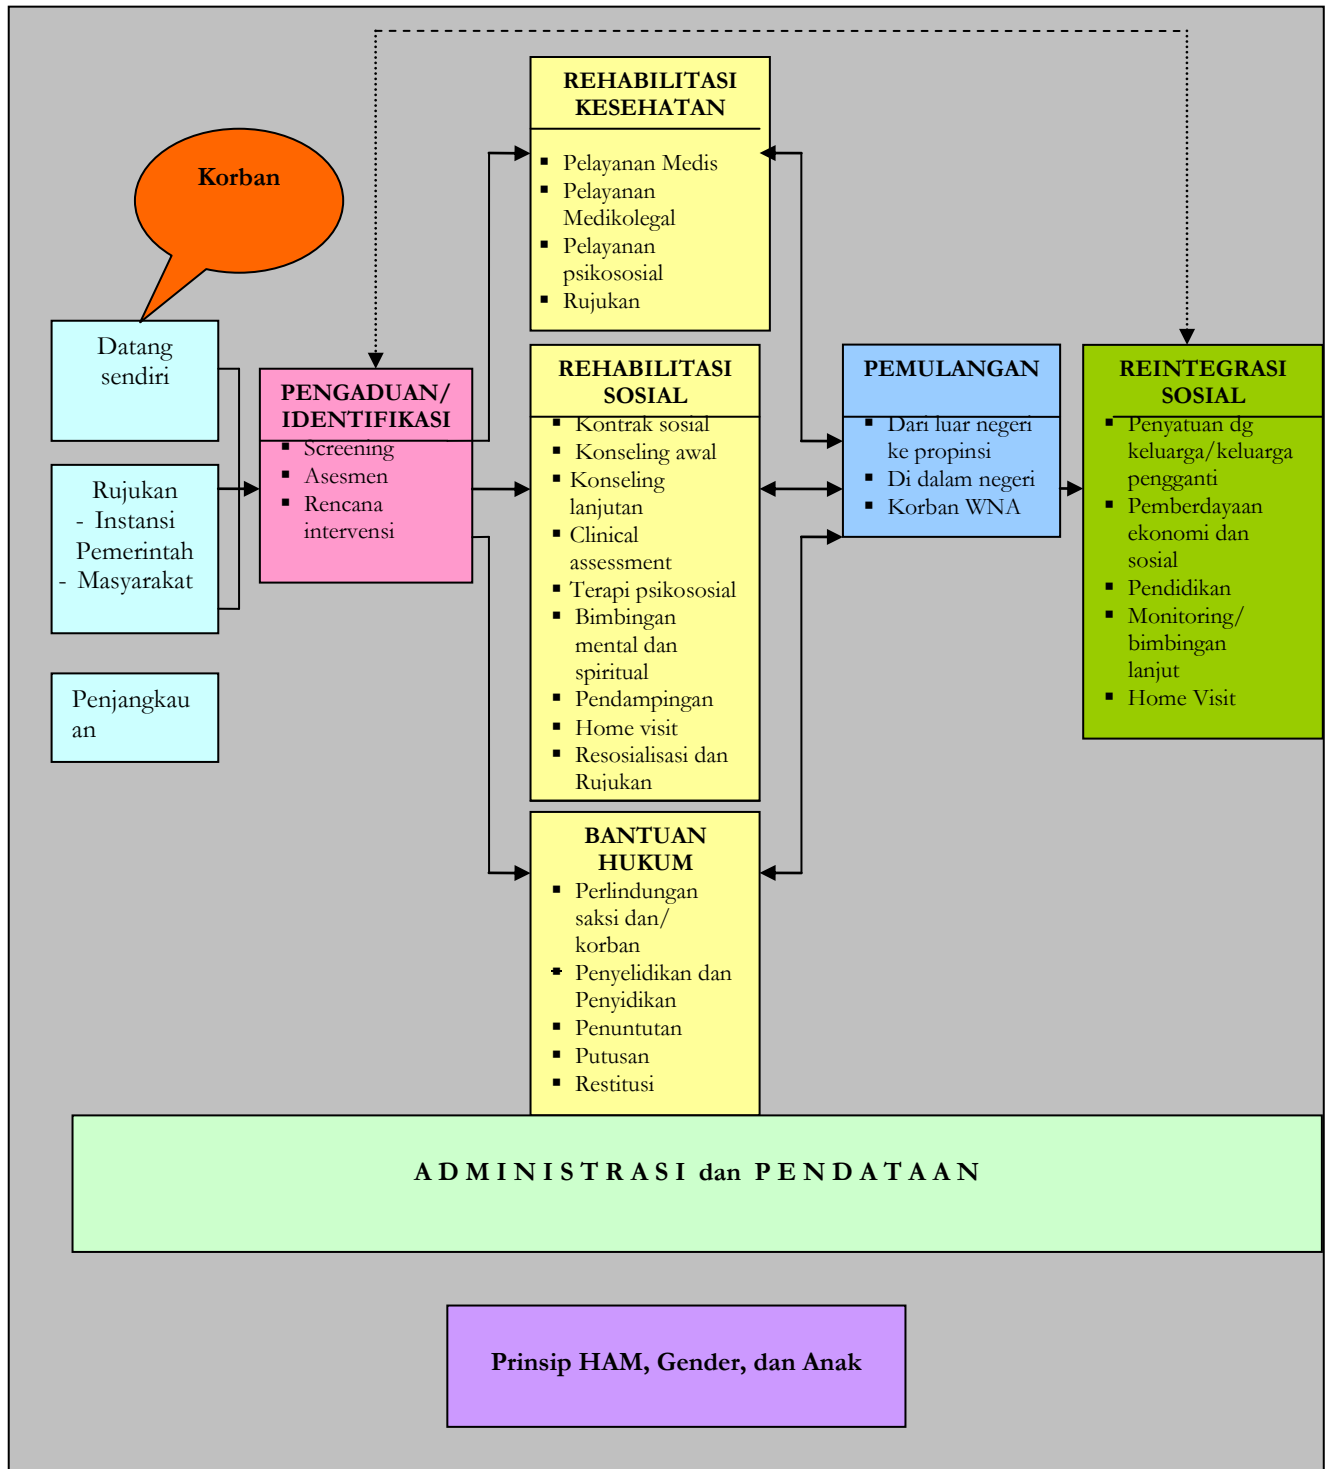 Korban
Datang
sendiri
Rujukan
- Instansi
Pemerintah
- Masyarakat
Penjangkau
an
PENGADUAN/
IDENTIFIKASI
▪ Screening
▪ Asesmen
▪ Rencana
intervensi
REHABILITASI
KESEHATAN
▪ Pelayanan Medis
▪ Pelayanan
Medikolegal
▪ Pelayanan
psikososial
▪ Rujukan
REHABILITASI
SOSIAL
▪ Kontrak sosial
▪ Konseling awal
▪ Konseling
lanjutan
▪ Clinical
assessment
▪ Terapi psikososial
▪ Bimbingan
mental dan
spiritual
▪ Pendampingan
▪ Home visit
▪ Resosialisasi dan
Rujukan
BANTUAN
HUKUM
▪ Perlindungan
saksi dan/
korban
▪ Penyelidikan dan
Penyidikan
▪ Penuntutan
▪ Putusan
▪ Restitusi
PEMULANGAN
▪ Dari luar negeri
ke propinsi
▪ Di dalam negeri
▪ Korban WNA
REINTEGRASI
SOSIAL
▪ Penyatuan dg
keluarga/keluarga
pengganti
▪ Pemberdayaan
ekonomi dan
sosial
▪ Pendidikan
▪ Monitoring/
bimbingan
lanjut
▪ Home Visit
A D M I N I S T R A S I dan P E N D A T A A N
Prinsip HAM, Gender, dan Anak